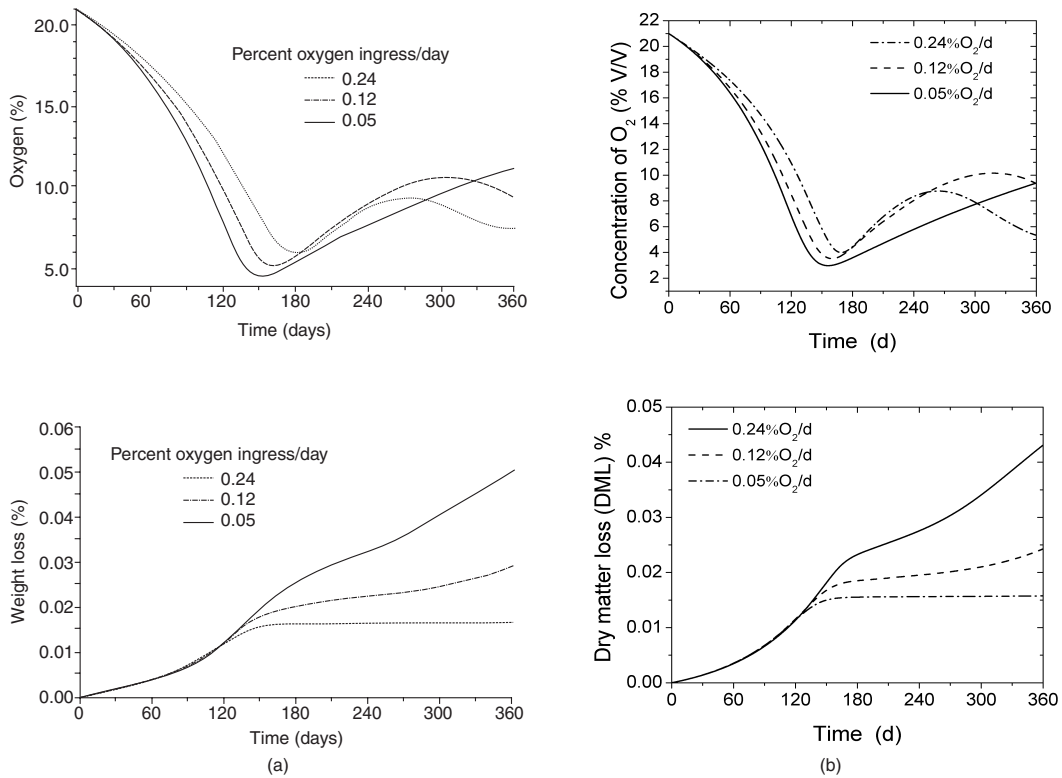 20.0
15.0
10.0
5.0
Oxygen (%)
Percent oxygen ingress/day
0.24
0.12
0.05
0 60 120 180 240 300 360
Time (days)
22
20
18
16
14
12
10
8
6
4
2
Concentration of O2 (% V/V)
0.24%O2/d
0.12%O2/d
0.05%O2/d
0 60 120 180 240 300 360
Time (d)
0.06
0.05
0.04
0.03
0.02
0.01
0.00
Weight loss (%)
Percent oxygen ingress/day
0.24
0.12
0.05
0 60 120 180 240 300 360
Time (days)
(a)
0.05
0.04
0.03
0.02
0.01
0.00
Dry matter loss (DML) %
0.24%O2/d
0.12%O2/d
0.05%O2/d
0 60 120 180 240 300 360
Time (d)
(b)